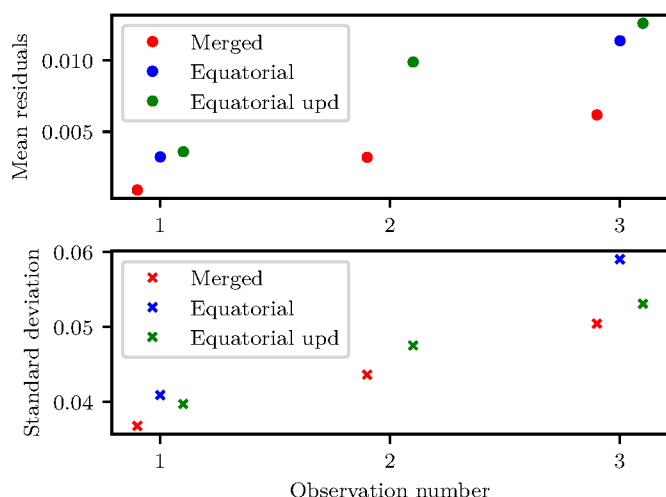 Mean residuals
0.010
0.005
Merged
Equatorial
Equatorial upd
1
2
3
Standard deviation
0.06
0.05
0.04
Merged
Equatorial
Equatorial upd
1
2
3
Observation number